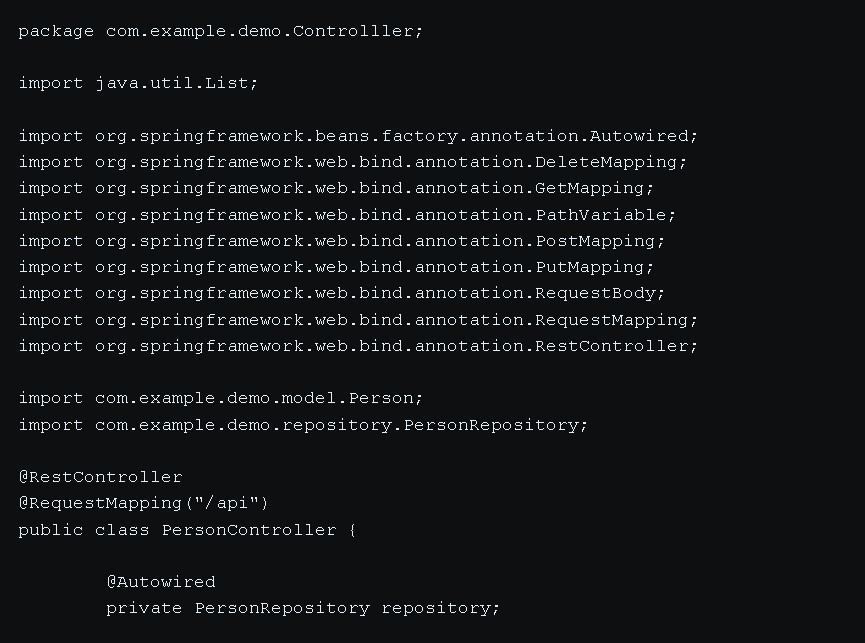 package com.example.demo.Controlller;
import java.util.List;
import org.springframework.beans.factory.annotation.Autowired;
import org.springframework.web.bind.annotation.DeleteMapping;
import org.springframework.web.bind.annotation.GetMapping;
import org.springframework.web.bind.annotation.PathVariable;
import org.springframework.web.bind.annotation.PostMapping;
import org.springframework.web.bind.annotation.PutMapping;
import org.springframework.web.bind.annotation.RequestBody;
import org.springframework.web.bind.annotation.RequestMapping;
import org.springframework.web.bind.annotation.RestController;
import com.example.demo.model.Person;
import com.example.demo.repository.PersonRepository;
@RestController
@RequestMapping("/api")
public class PersonController {
@Autowired
private PersonRepository repository;